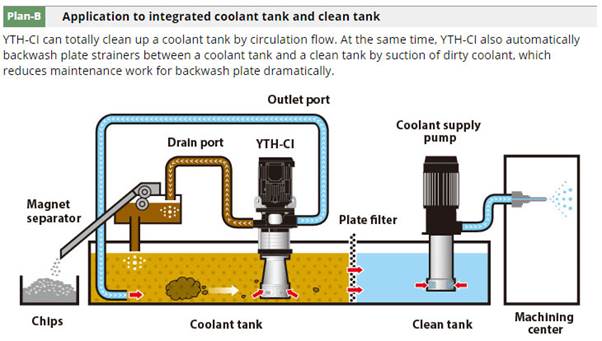 Plan-B Application to integrated coolant tank and clean tank
YTH-CI can totally clean up a coolant tank by circulation flow. At the same time, YTH-CI also automatically
backwash plate strainers between a coolant tank and a clean tank by suction of dirty coolant, which
reduces maintenance work for backwash plate dramatically.
Outlet port
Drain port
YTH-CI
Coolant supply
pump
Magnet
separator
Plate filter
Chips
Coolant tank
Clean tank
Machining
center